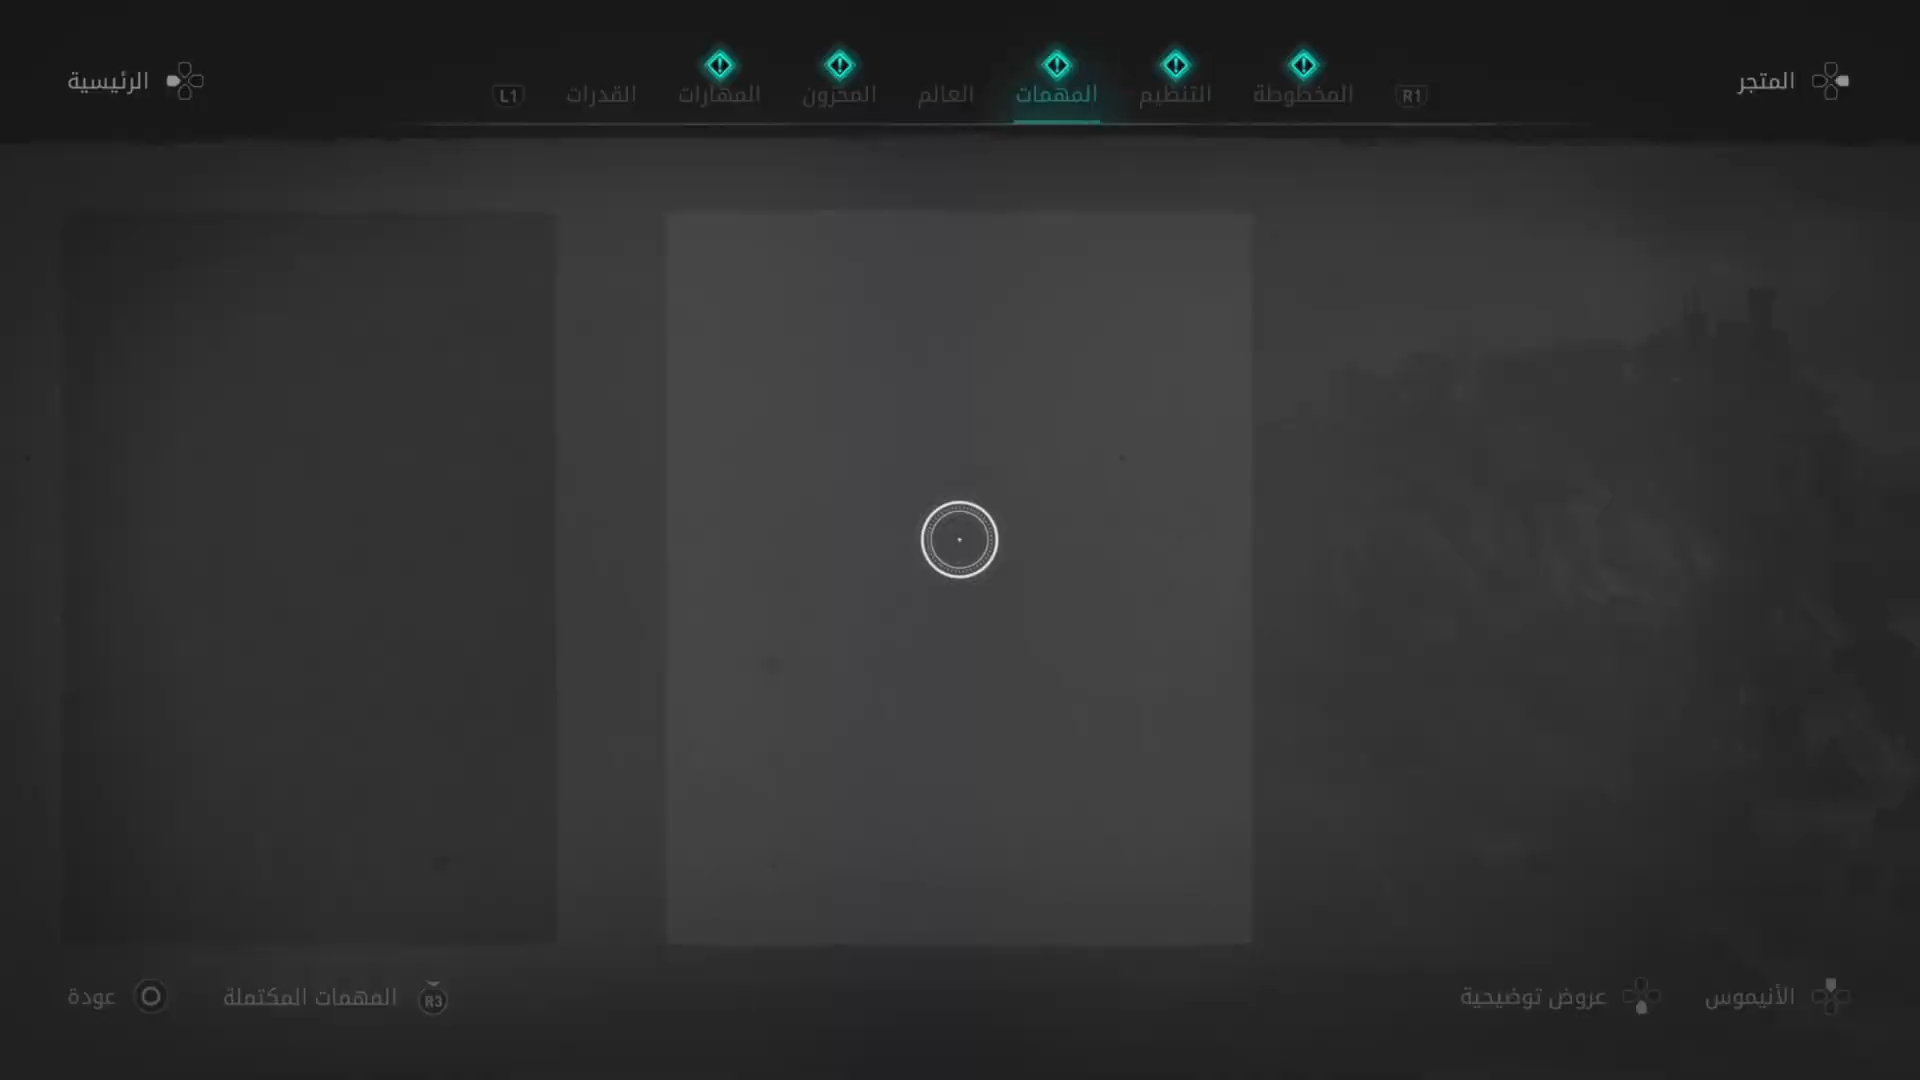 المتجر
R1
المخطوطة
التنظيم
المهمات
العالم
المخزون
المهارات
القدرات
L1
الرئيسية
الأنيموس
عروض توضيحية
R3
المهمات المكتملة
عودة